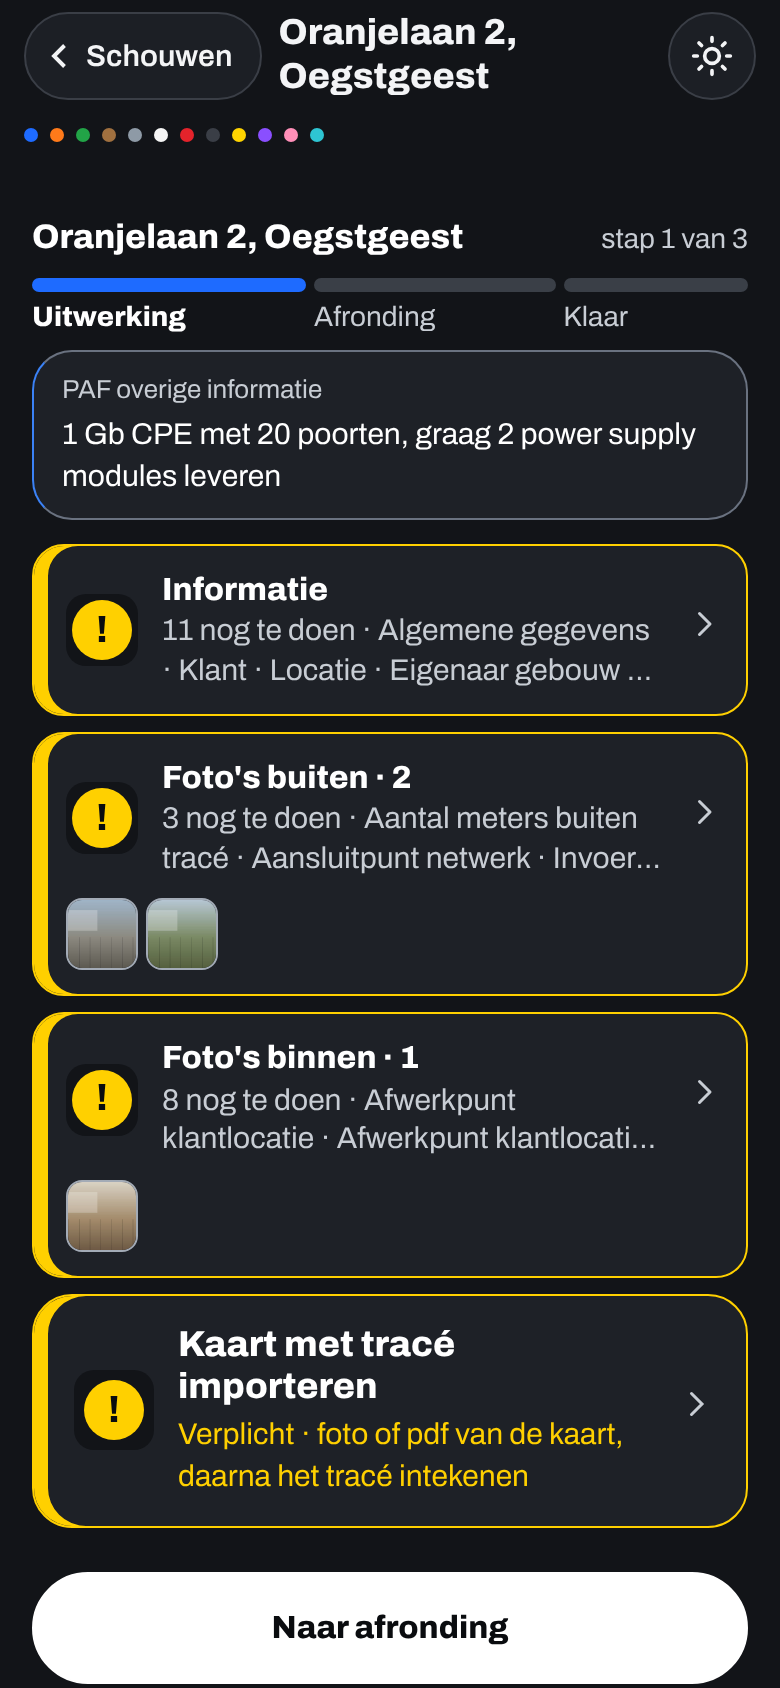 Schouwen
Oranjelaan 2,
Oegstgeest
Oranjelaan 2, Oegstgeest
stap 1 van 3
Uitwerking
Afronding
Klaar
PAF overige informatie
1 Gb CPE met 20 poorten, graag 2 power supply
modules leveren
!
Informatie
11 nog te doen · Algemene gegevens
· Klant · Locatie · Eigenaar gebouw ...
!
Foto's buiten · 2
3 nog te doen · Aantal meters buiten
tracé · Aansluitpunt netwerk · Invoer...
!
Foto's binnen · 1
8 nog te doen · Afwerkpunt
klantlocatie · Afwerkpunt klantlocati...
!
Kaart met tracé
importeren
Verplicht · foto of pdf van de kaart,
daarna het tracé intekenen
Naar afronding